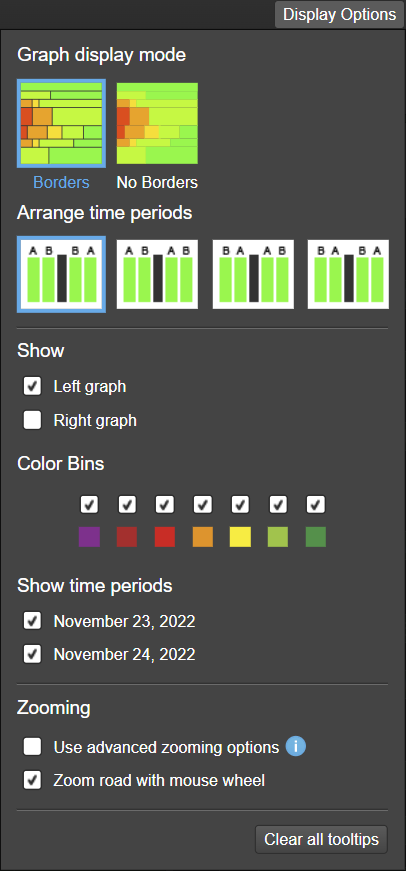 Display Options
Graph display mode
Borders No Borders
Arrange time periods
A B B A A B A B B A A B B A B A
Show
Left graph
Right graph
Color Bins
Show time periods
November 23, 2022
November 24, 2022
Zooming
Use advanced zooming options i
Zoom road with mouse wheel
Clear all tooltips